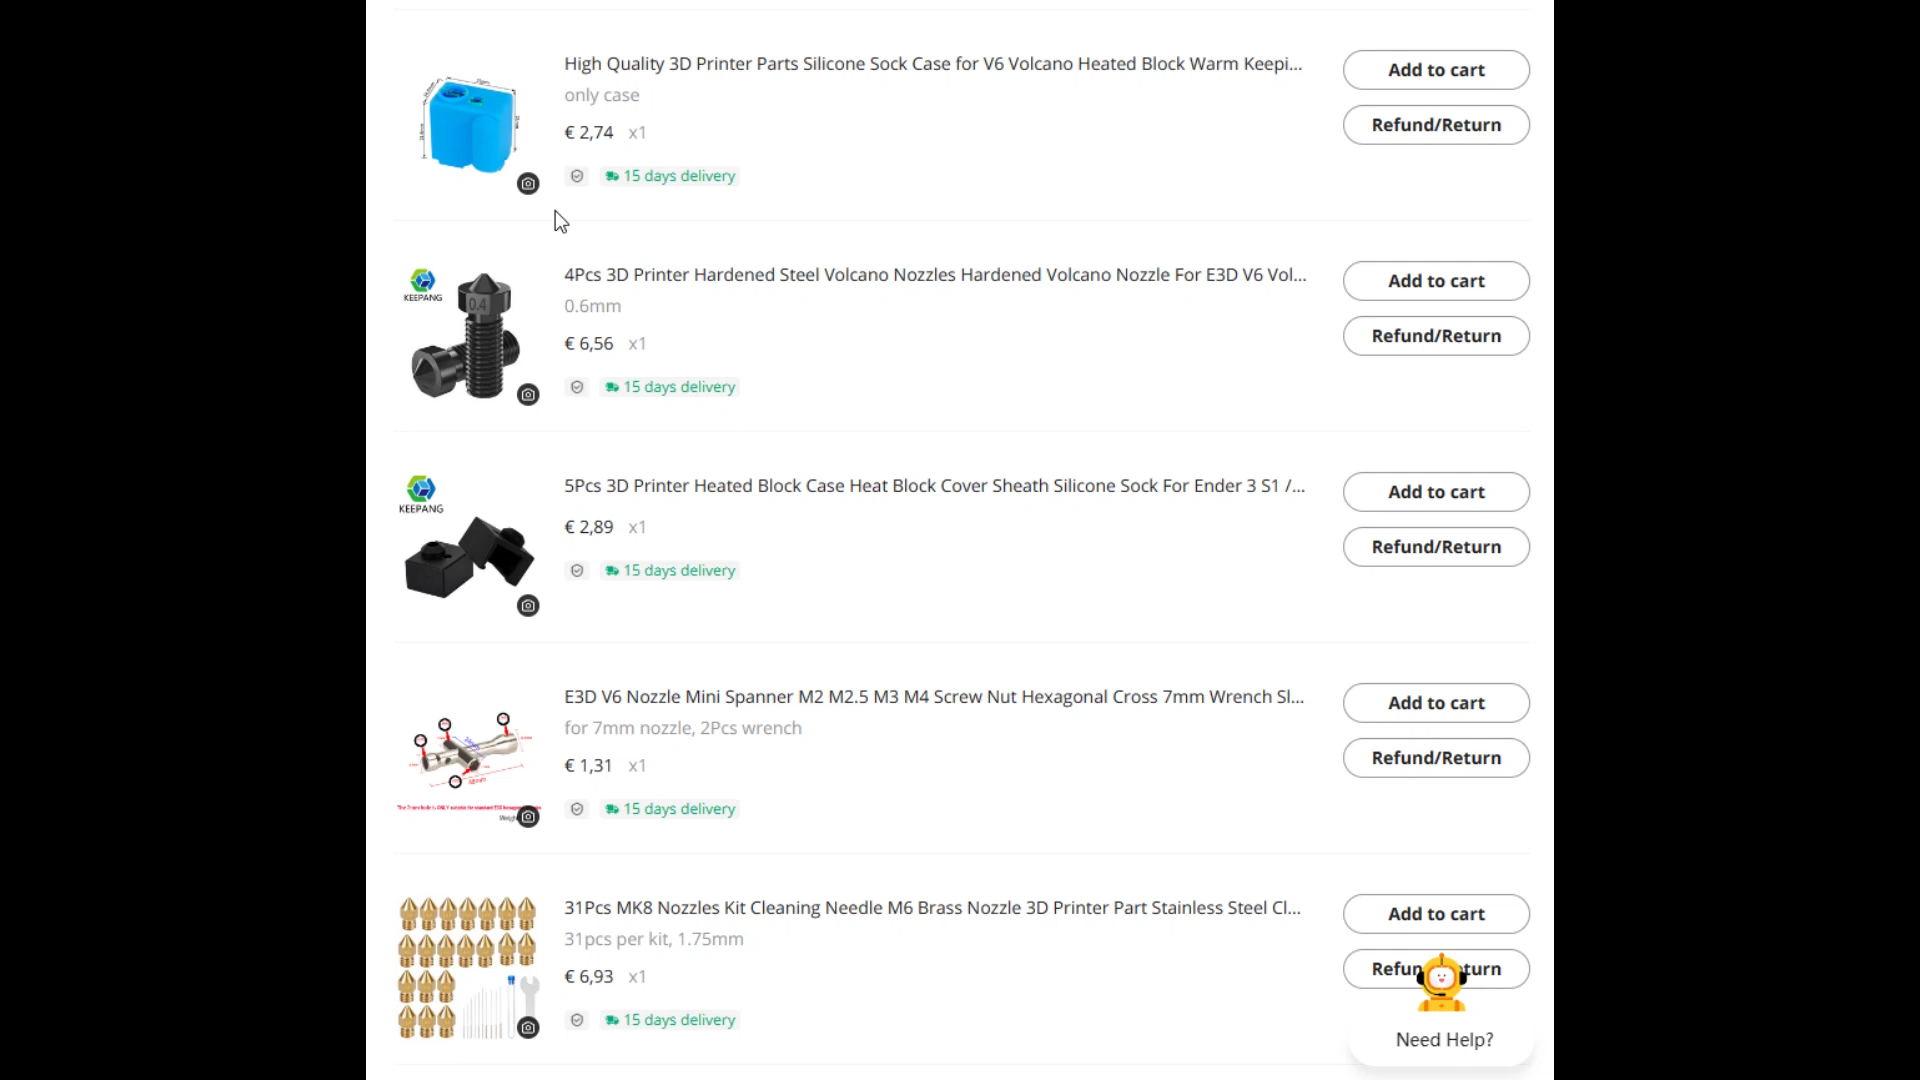 High Quality 3D Printer Parts Silicone Sock Case for V6 Volcano Heated Block Warm Keepi...
only case
€ 2,74 x1
15 days delivery
Add to cart
Refund/Return
KEEPANG
0.4
4Pcs 3D Printer Hardened Steel Volcano Nozzles Hardened Volcano Nozzle For E3D V6 Vol...
0.6mm
€ 6,56 x1
15 days delivery
Add to cart
Refund/Return
KEEPANG
5Pcs 3D Printer Heated Block Case Heat Block Cover Sheath Silicone Sock For Ender 3 S1 /...
€ 2,89 x1
15 days delivery
Add to cart
Refund/Return
E3D V6 Nozzle Mini Spanner M2 M2.5 M3 M4 Screw Nut Hexagonal Cross 7mm Wrench Sl...
for 7mm nozzle, 2Pcs wrench
€ 1,31 x1
15 days delivery
Add to cart
Refund/Return
31Pcs MK8 Nozzles Kit Cleaning Needle M6 Brass Nozzle 3D Printer Part Stainless Steel Cl...
31pcs per kit, 1.75mm
€ 6,93 x1
15 days delivery
Add to cart
Refun turn
Need Help?